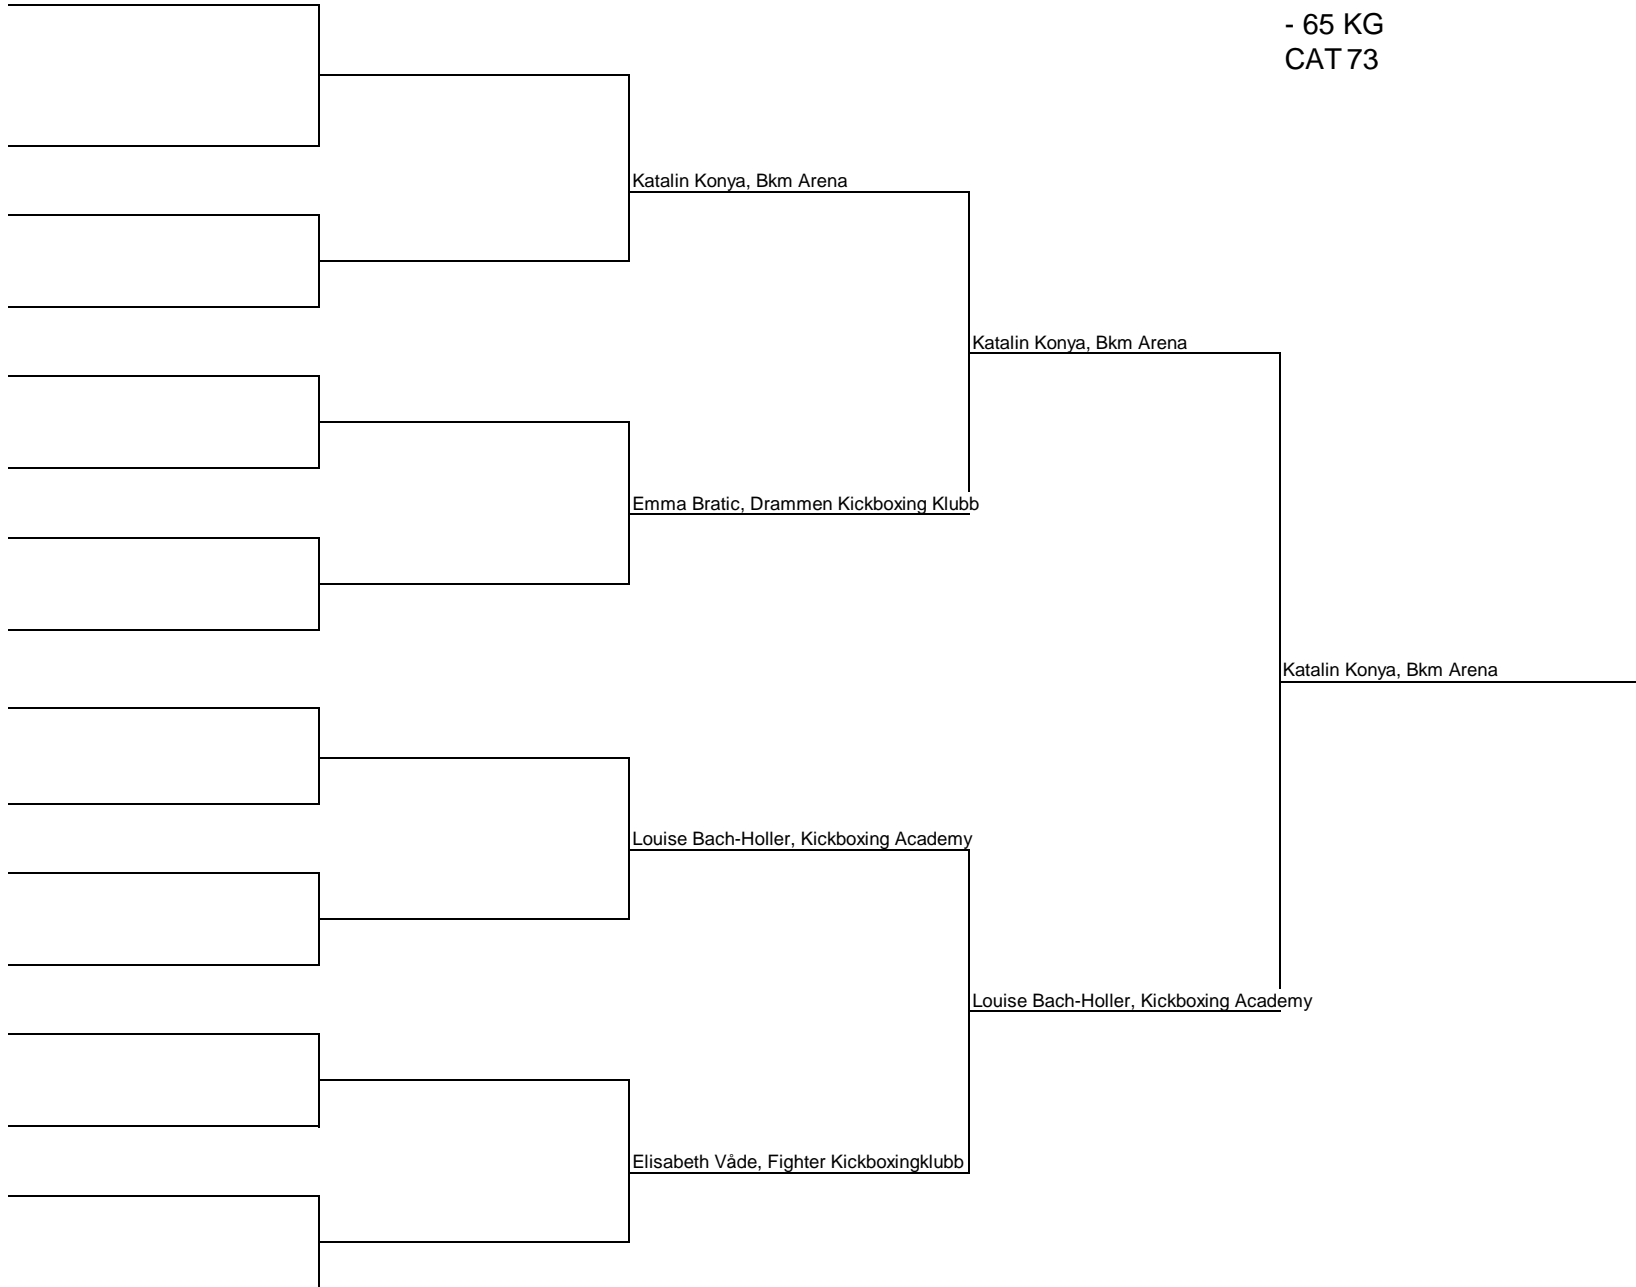 - 65 KG
CAT 73
Katalin Konya, Bkm Arena
Katalin Konya, Bkm Arena
Emma Bratic, Drammen Kickboxing Klubb
Katalin Konya, Bkm Arena
Louise Bach-Holler, Kickboxing Academy
Louise Bach-Holler, Kickboxing Academy
Elisabeth Våde, Fighter Kickboxingklubb